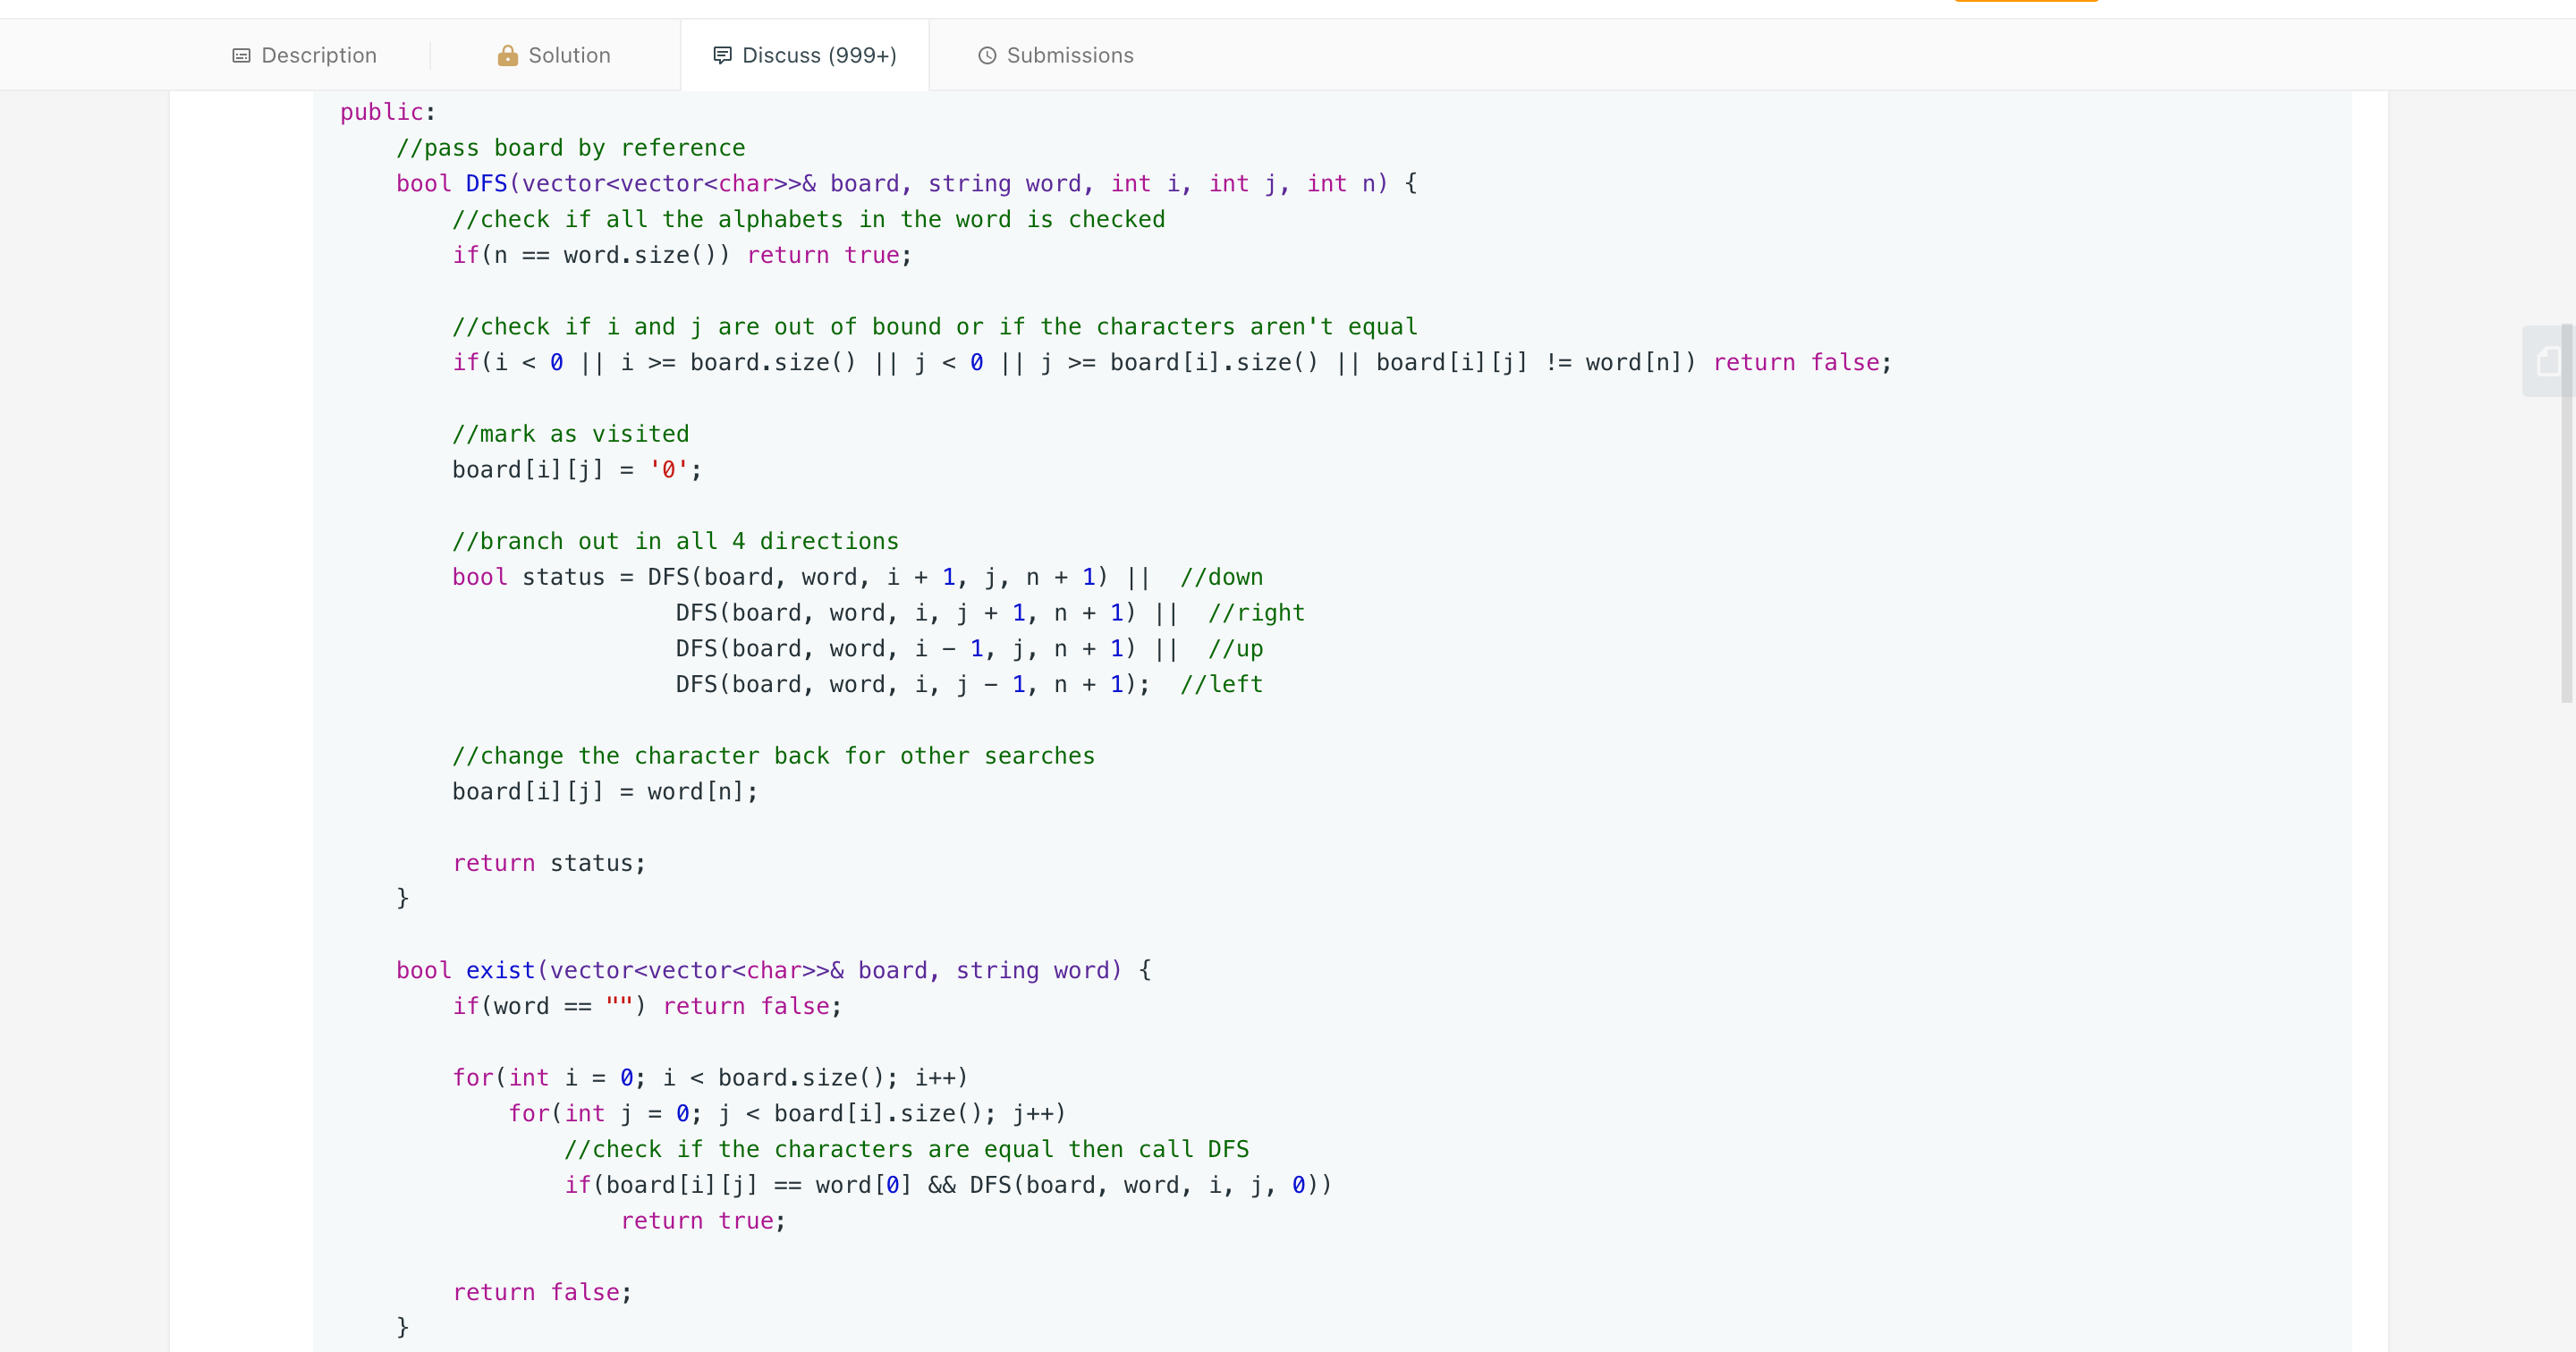 Description Solution Discuss (999+) Submissions
public:
//pass board by reference
bool DFS(vector<vector<char>>& board, string word, int i, int j, int n) {
//check if all the alphabets in the word is checked
if(n == word.size()) return true;
//check if i and j are out of bound or if the characters aren't equal
if(i < 0 || i >= board.size() || j < 0 || j >= board[i].size() || board[i][j] != word[n]) return false;
//mark as visited
board[i][j] = '0';
//branch out in all 4 directions
bool status = DFS(board, word, i + 1, j, n + 1) || //down
DFS(board, word, i, j + 1, n + 1) || //right
DFS(board, word, i - 1, j, n + 1) || //up
DFS(board, word, i, j - 1, n + 1); //left
//change the character back for other searches
board[i][j] = word[n];
return status;
}
bool exist(vector<vector<char>>& board, string word) {
if(word == "") return false;
for(int i = 0; i < board.size(); i++)
for(int j = 0; j < board[i].size(); j++)
//check if the characters are equal then call DFS
if(board[i][j] == word[0] && DFS(board, word, i, j, 0))
return true;
return false;
}